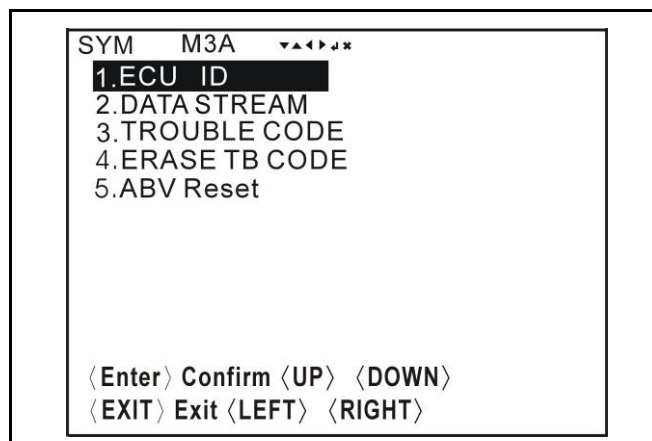 SYM M3A ▼▲◀▶↲✖
1.ECU ID
2.DATA STREAM
3.TROUBLE CODE
4.ERASE TB CODE
5.ABV Reset
〈Enter〉 Confirm 〈UP〉 〈DOWN〉
〈EXIT〉 Exit 〈LEFT〉 〈RIGHT〉